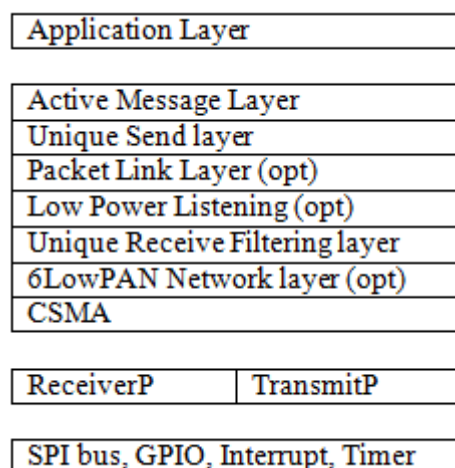 Application Layer
Active Message Layer
Unique Send layer
Packet Link Layer (opt)
Low Power Listening (opt)
Unique Receive Filtering layer
6LowPAN Network layer (opt)
CSMA
ReceiverP TransmitP
SPI bus, GPIO, Interrupt, Timer